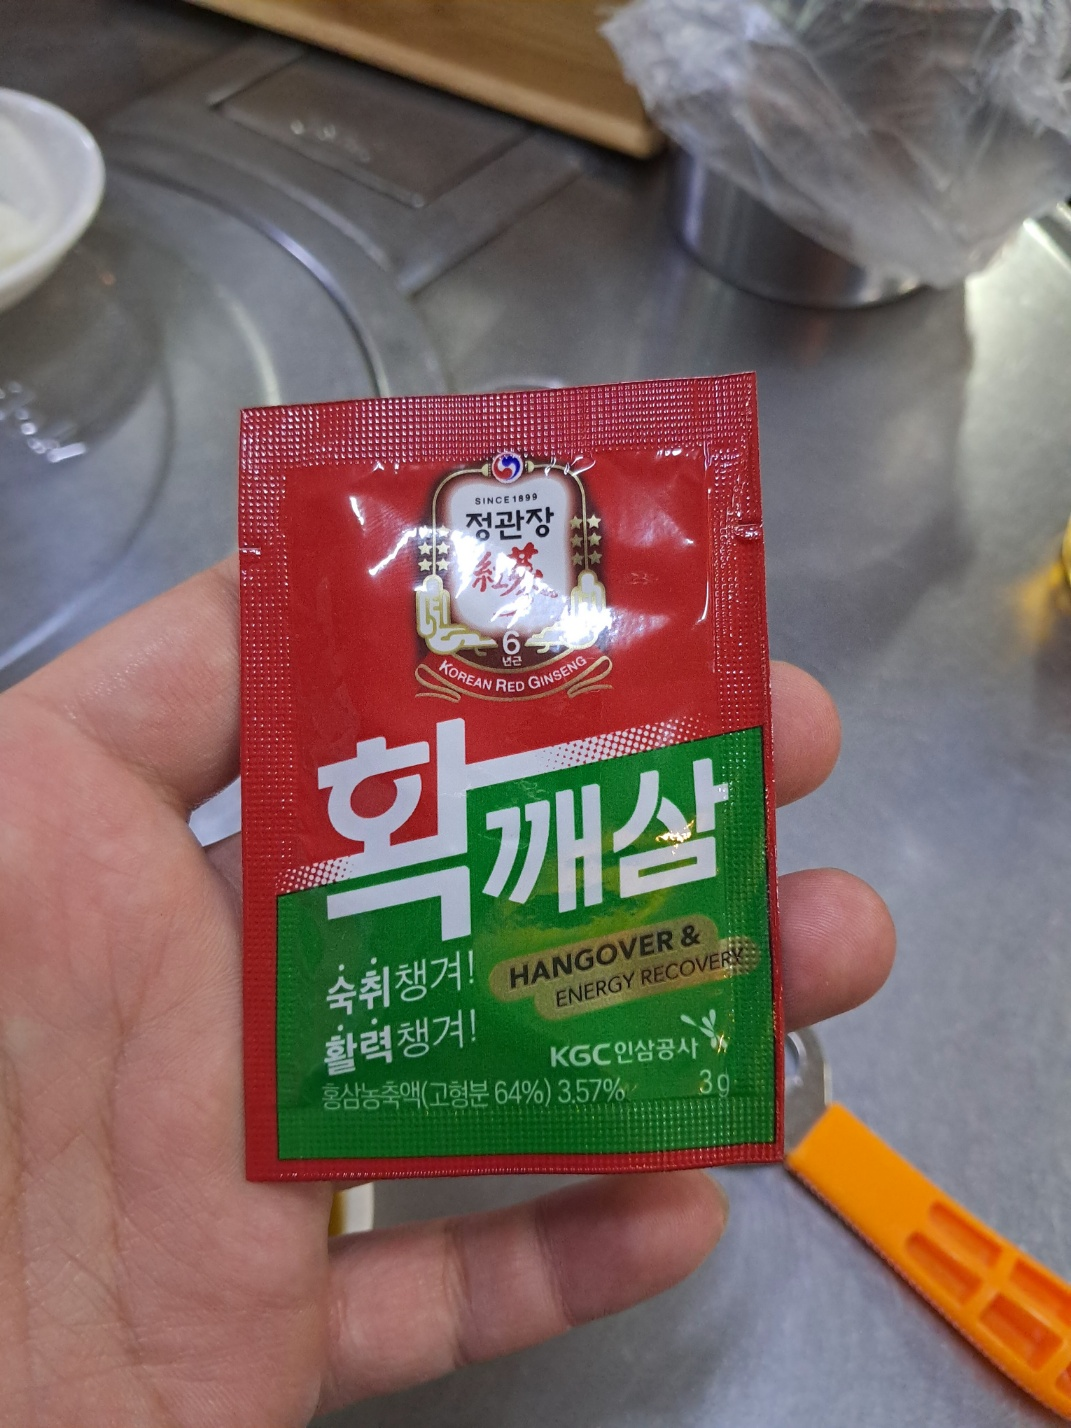 SINCE 1899
정관장
紅蔘
6
년근
KOREAN RED GINSENG
확깨삼
숙취챙겨!
HANGOVER &
ENERGY RECOVERY
활력챙겨!
KGC인삼공사
홍삼농축액(고형분 64%) 3.57%
3g